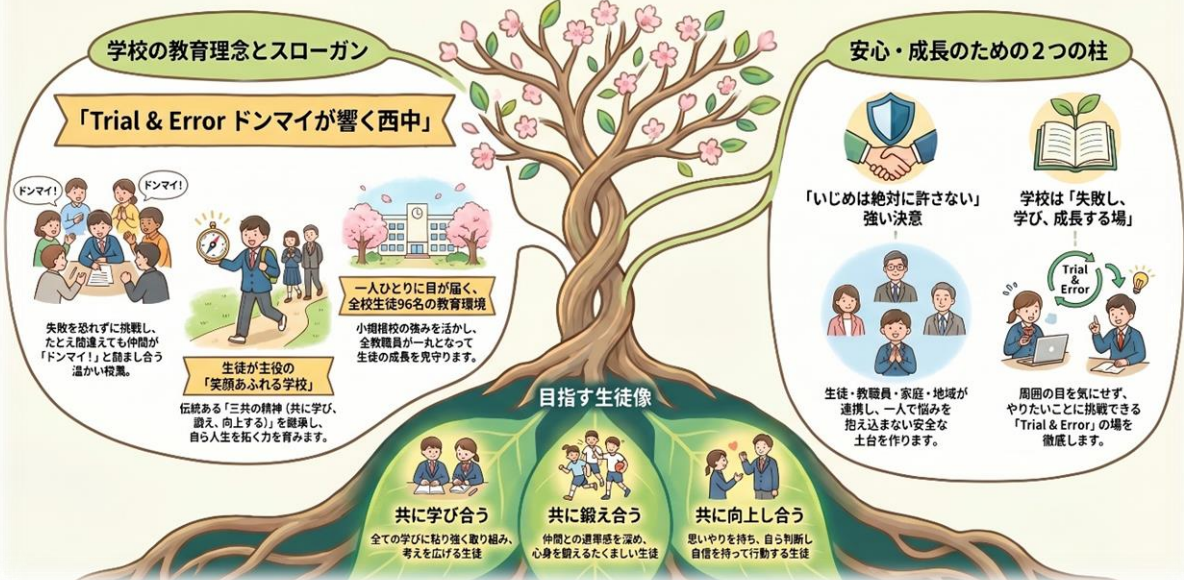 学校の教育理念とスローガン
「Trial & Error ドンマイが響く西中」
ドンマイ!
ドンマイ!
失敗を恐れずに挑戦し、
たとえ間違えても仲間が
「ドンマイ!」と し合う
温かい
生徒が主役の
「笑顔あふれる学校」
伝統ある「三共の精神(共に学び、
え、向上する)」を し、
自ら人生を拓く力を育みます。
一人ひとりに目が届く、
全校生徒96名の教育環境
の強みを活かし、
全教職員が一丸となって
生徒の成長を 守ります。
安心・成長のための2つの柱
「いじめは絶対に許さない」
強い決意
生徒・教職員・家庭・地域が
連携し、一人で悩みを
抱え込まない安全な
土台を作ります。
学校は「失敗し、
学び、成長する場」
Trial
&
Error
周囲の目を気にせず、
やりたいことに挑戦できる
「Trial & Error」の場を
徹底します。
目指す生徒像
共に学び合う
全ての学びに粘り強く取り組み、
考えを広げる生徒
共に鍛え合う
仲間との を深め、
心身を鍛えるたくましい生徒
共に向上し合う
思いやりを持ち、自ら判断し
自信を持って行動する生徒